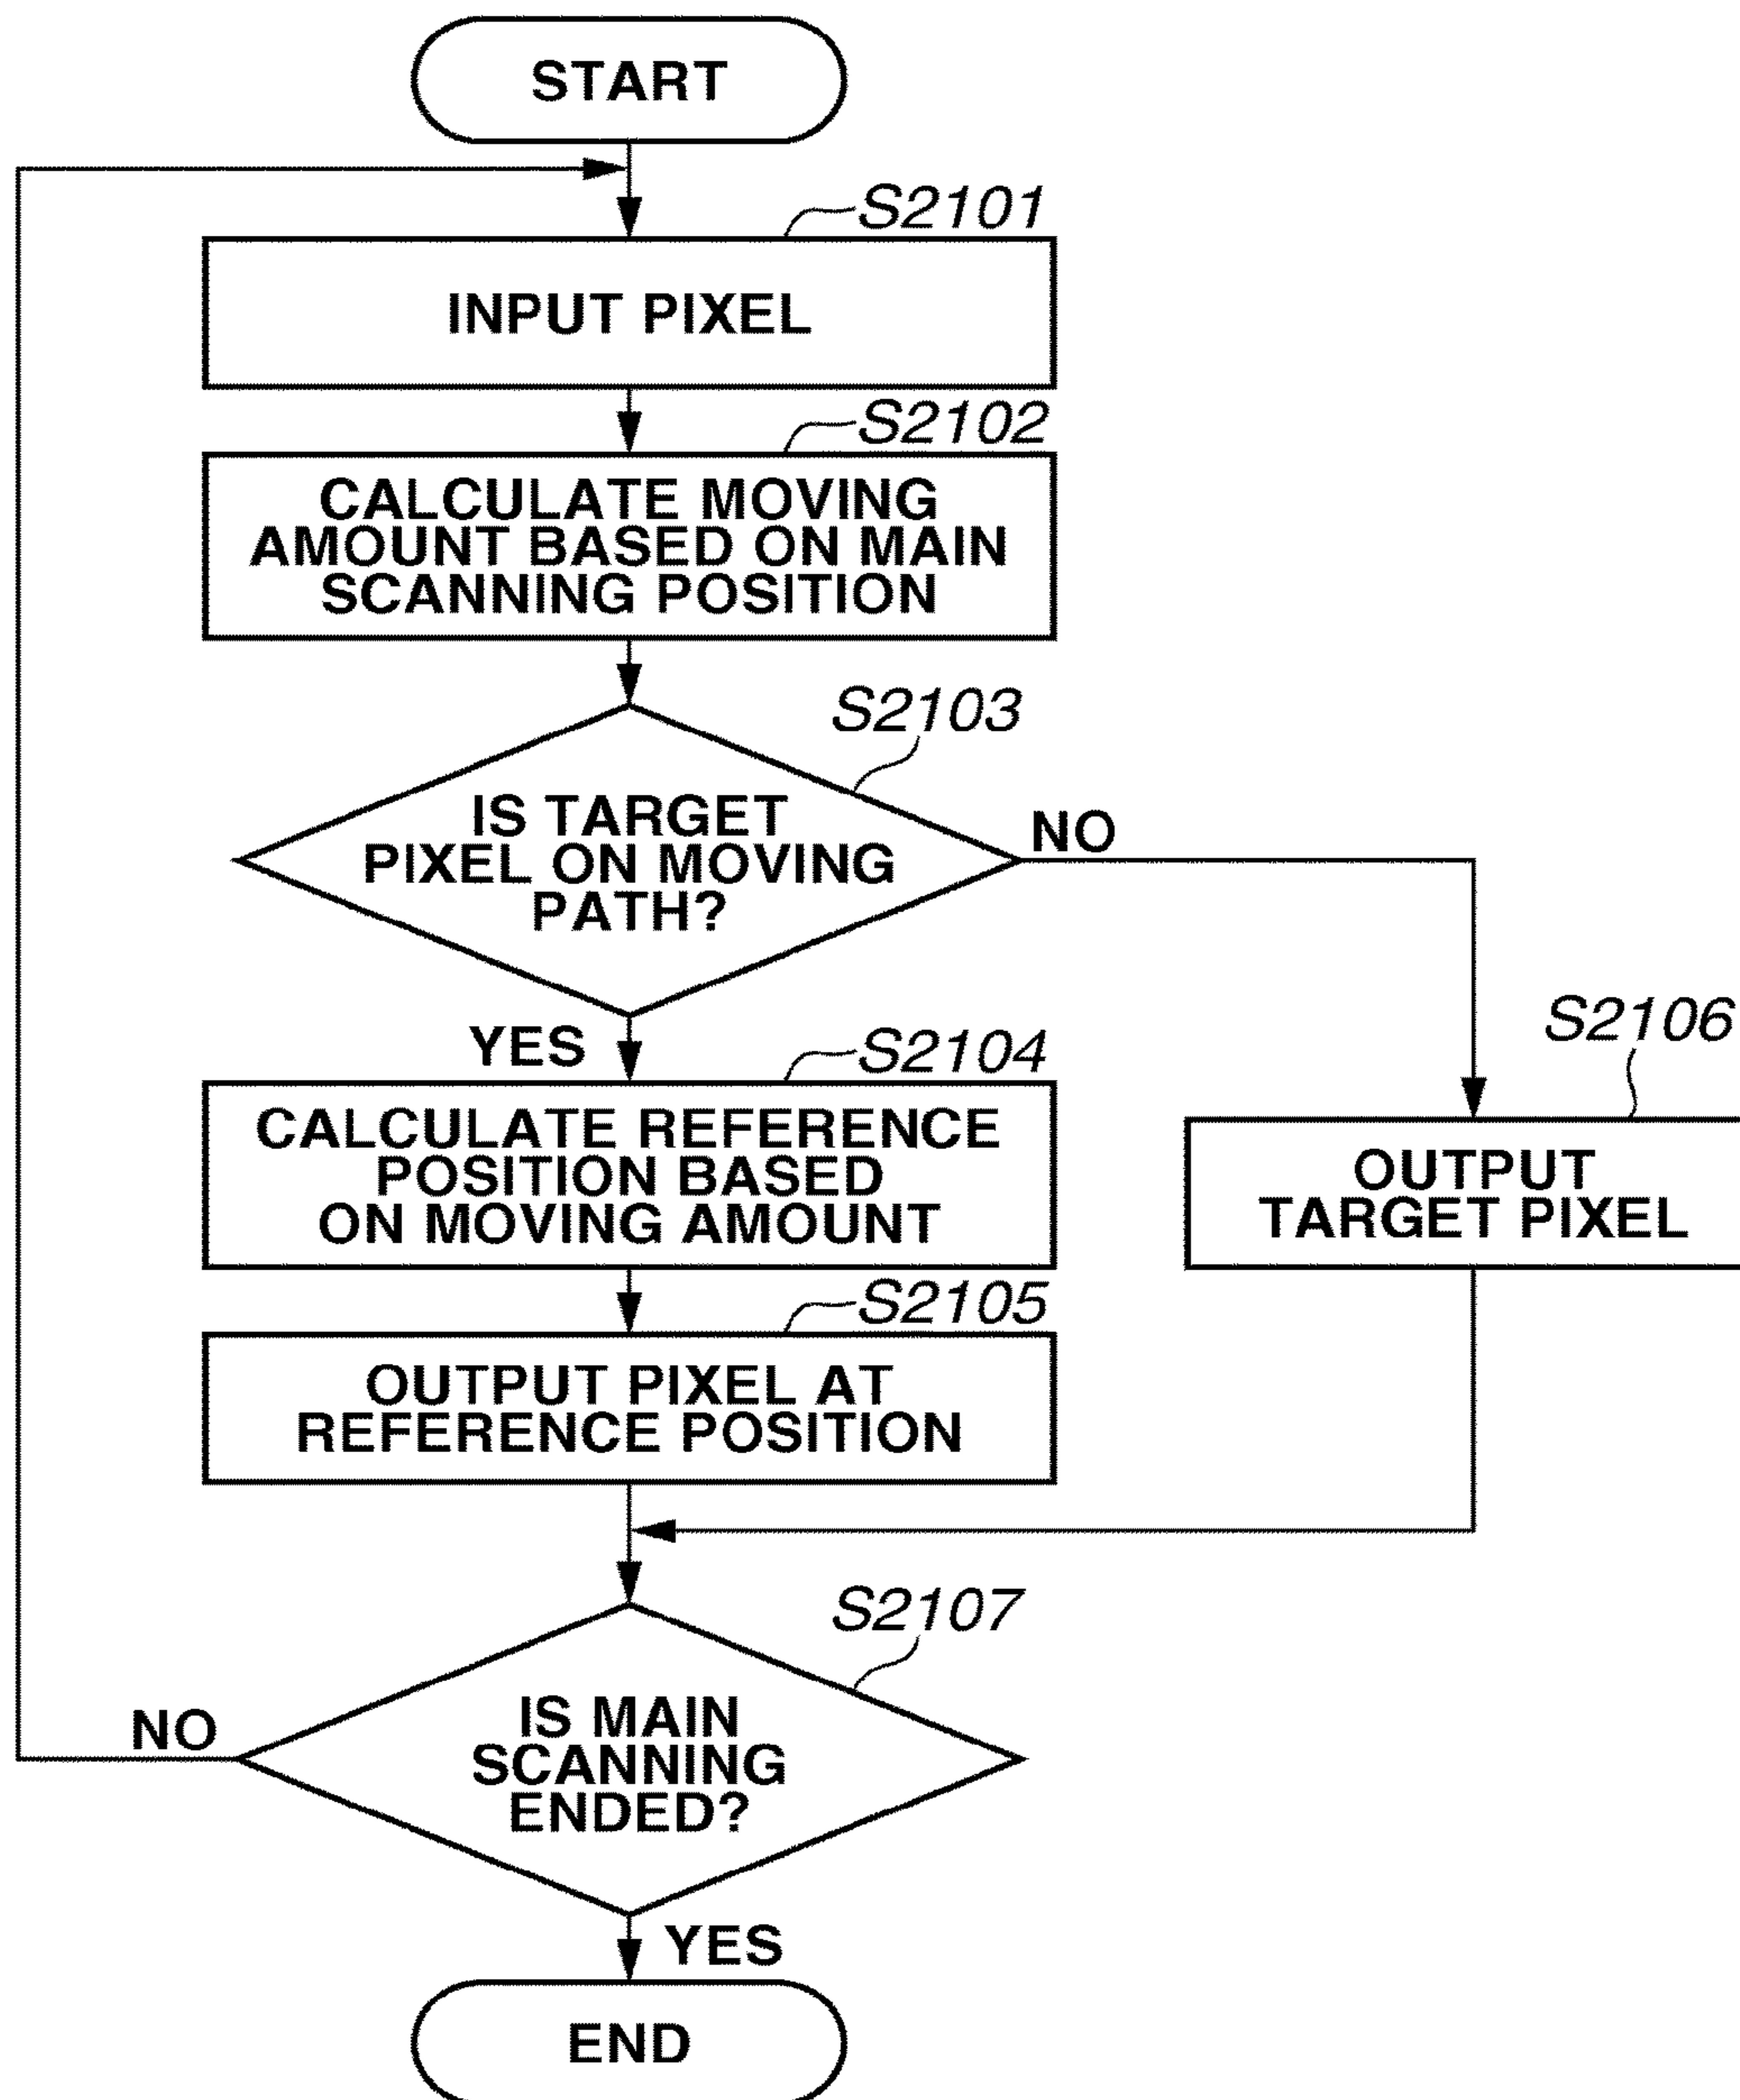 START
S2101
INPUT PIXEL
S2102
CALCULATE MOVING
AMOUNT BASED ON MAIN
SCANNING POSITION
S2103
IS TARGET
PIXEL ON MOVING
PATH?
NO
YES
S2104
CALCULATE REFERENCE
POSITION BASED
ON MOVING AMOUNT
S2106
OUTPUT
TARGET PIXEL
S2105
OUTPUT PIXEL AT
REFERENCE POSITION
S2107
IS MAIN
SCANNING
ENDED?
NO
YES
END